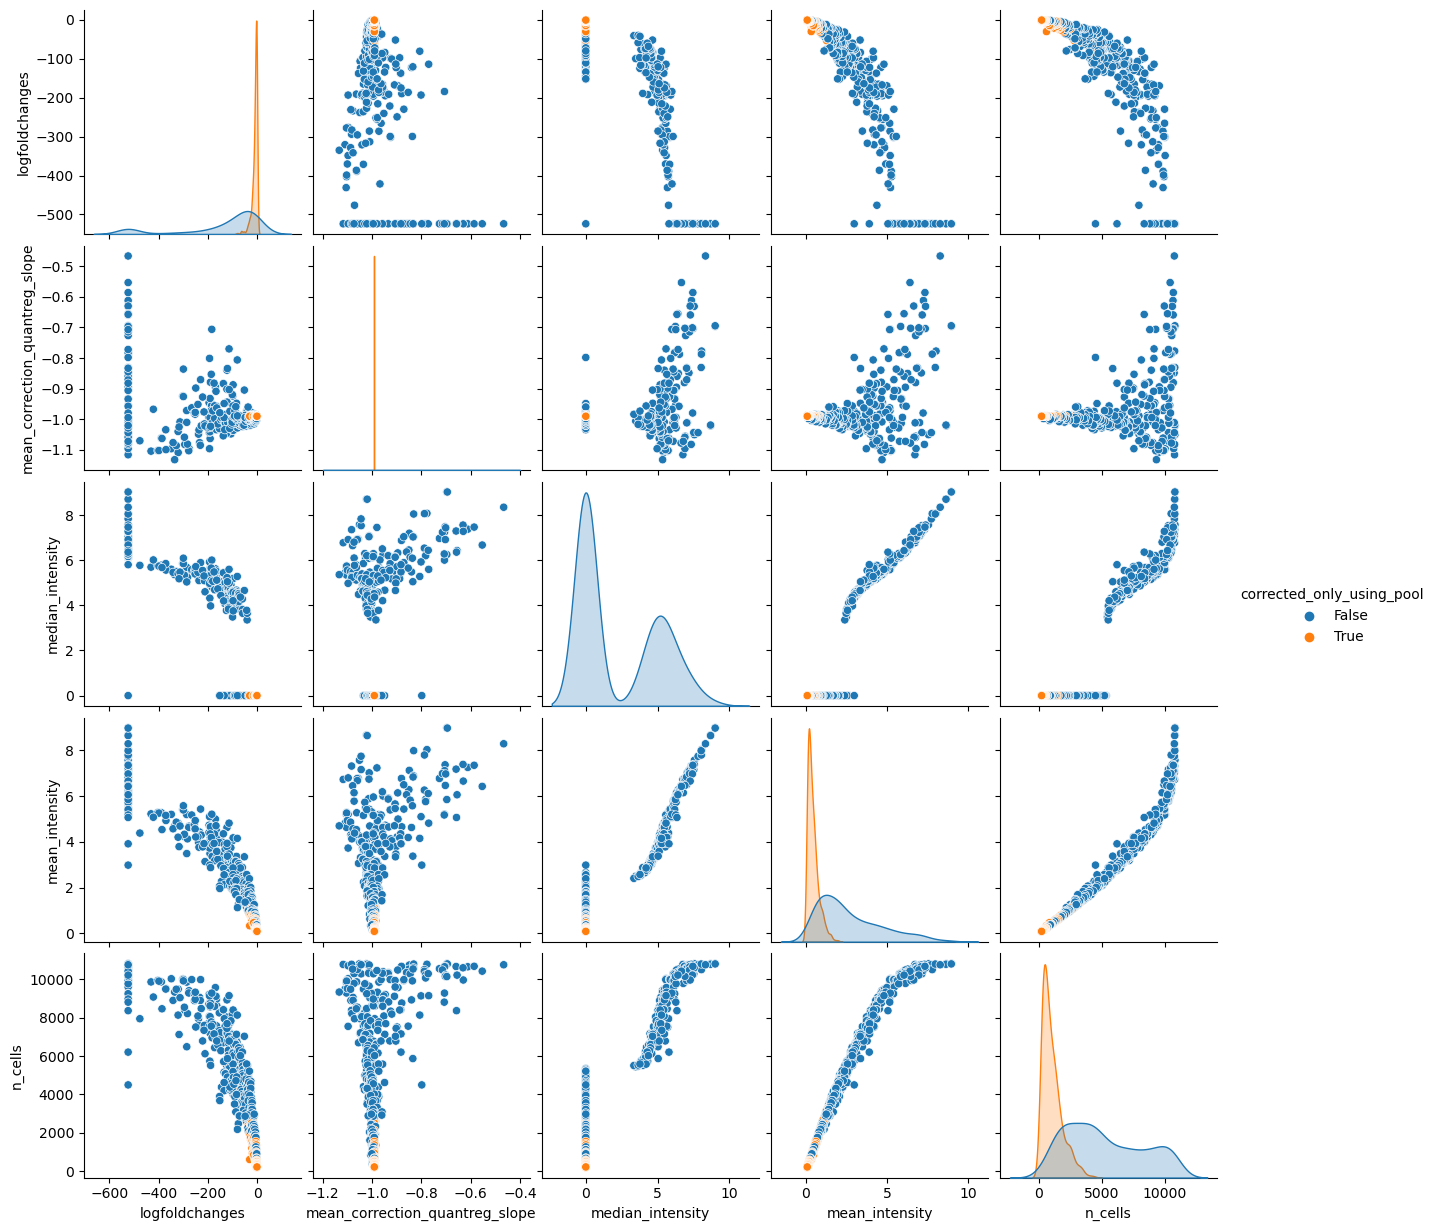 logfoldchanges
0
−100
−200
−300
−400
−500
mean_correction_quantreg_slope
−0.5
−0.6
−0.7
−0.8
−0.9
−1.0
−1.1
median_intensity
8
6
4
2
0
mean_intensity
8
6
4
2
0
n_cells
10000
8000
6000
4000
2000
0
−600 −400 −200 0
logfoldchanges
−1.2 −1.0 −0.8 −0.6 −0.4
mean_correction_quantreg_slope
0 5 10
median_intensity
0 5 10
mean_intensity
0 5000 10000
n_cells
corrected_only_using_pool
False
True